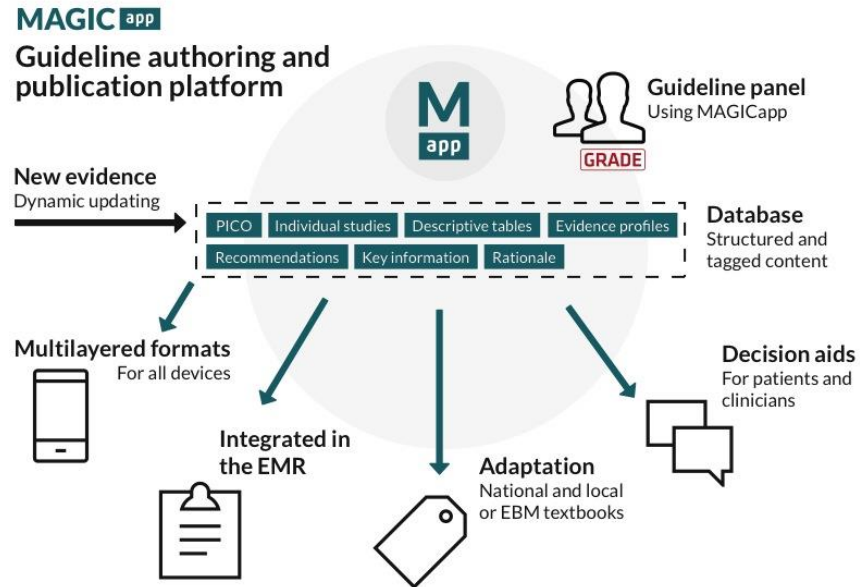 MAGIC app
Guideline authoring and
publication platform
M
app
Guideline panel
Using MAGICapp
GRADE
New evidence
Dynamic updating
PICO Individual studies Descriptive tables Evidence profiles
Recommendations Key information Rationale
Database
Structured and
tagged content
Multilayered formats
For all devices
Integrated in
the EMR
Adaptation
National and local
or EBM textbooks
Decision aids
For patients and
clinicians